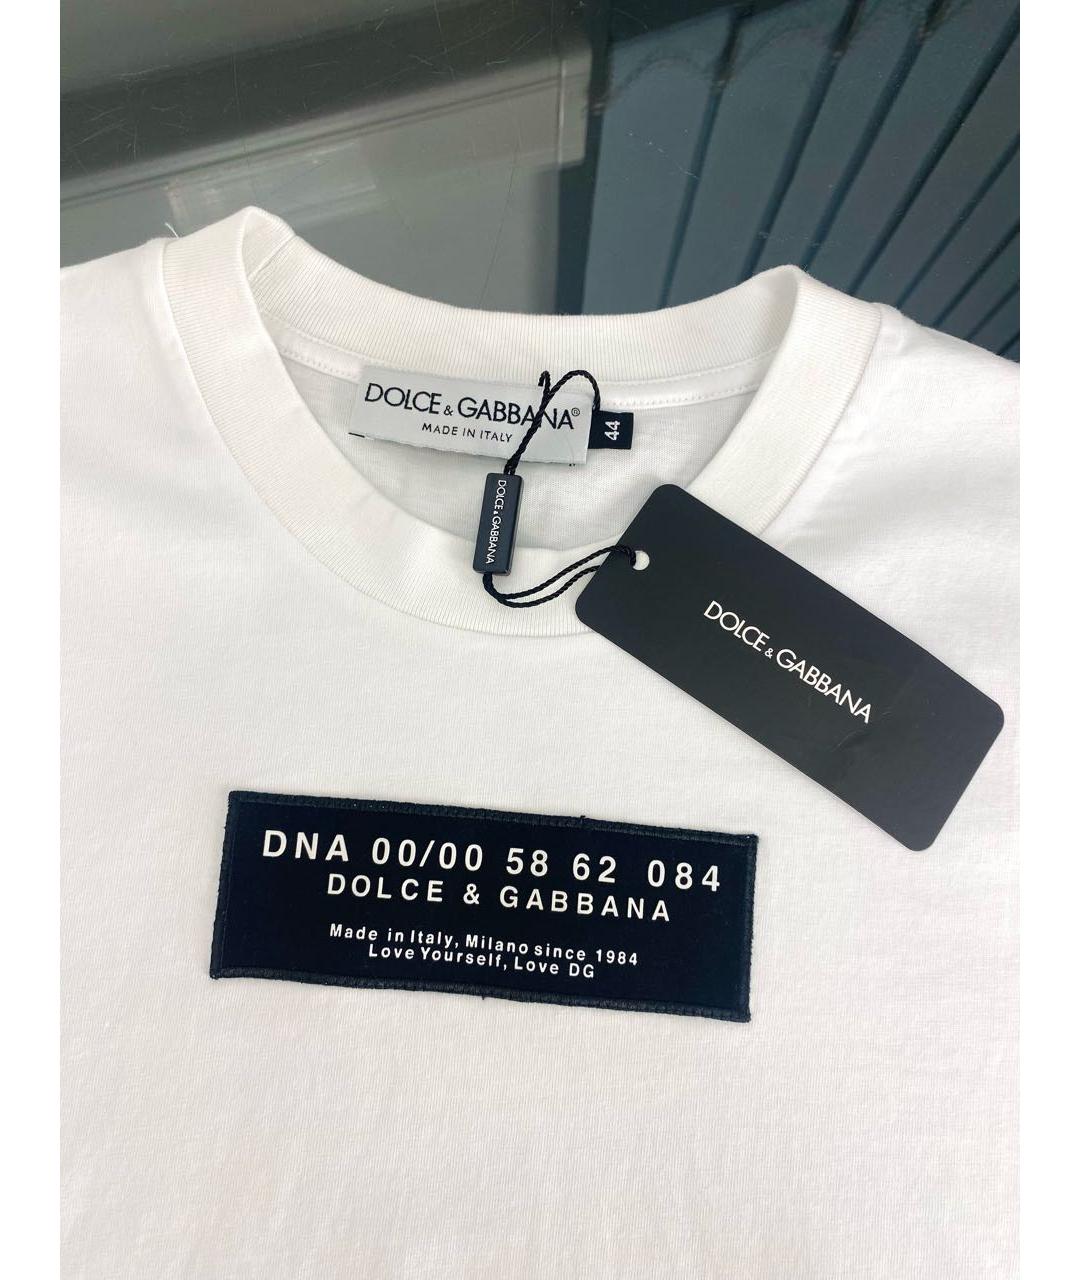 DOLCE & GABBANA®
MADE IN ITALY
44
DOLCE & GABBANA
DOLCE & GABBANA
DNA 00/00 58 62 084
DOLCE & GABBANA
Made in Italy, Milano since 1984
Love Yourself, Love DG